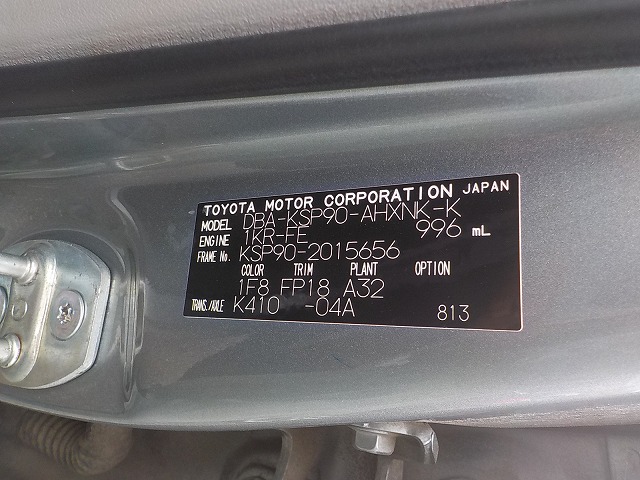 TOYOTA MOTOR CORPORATION JAPAN
MODEL DBA-KSP90-AHXNK-K
ENGINE 1KR-FE 996 mL
FRAME No. KSP90-2015656
COLOR TRIM PLANT OPTION
1F8 FP18 A32
TRANS./AXLE K410 -04A 813